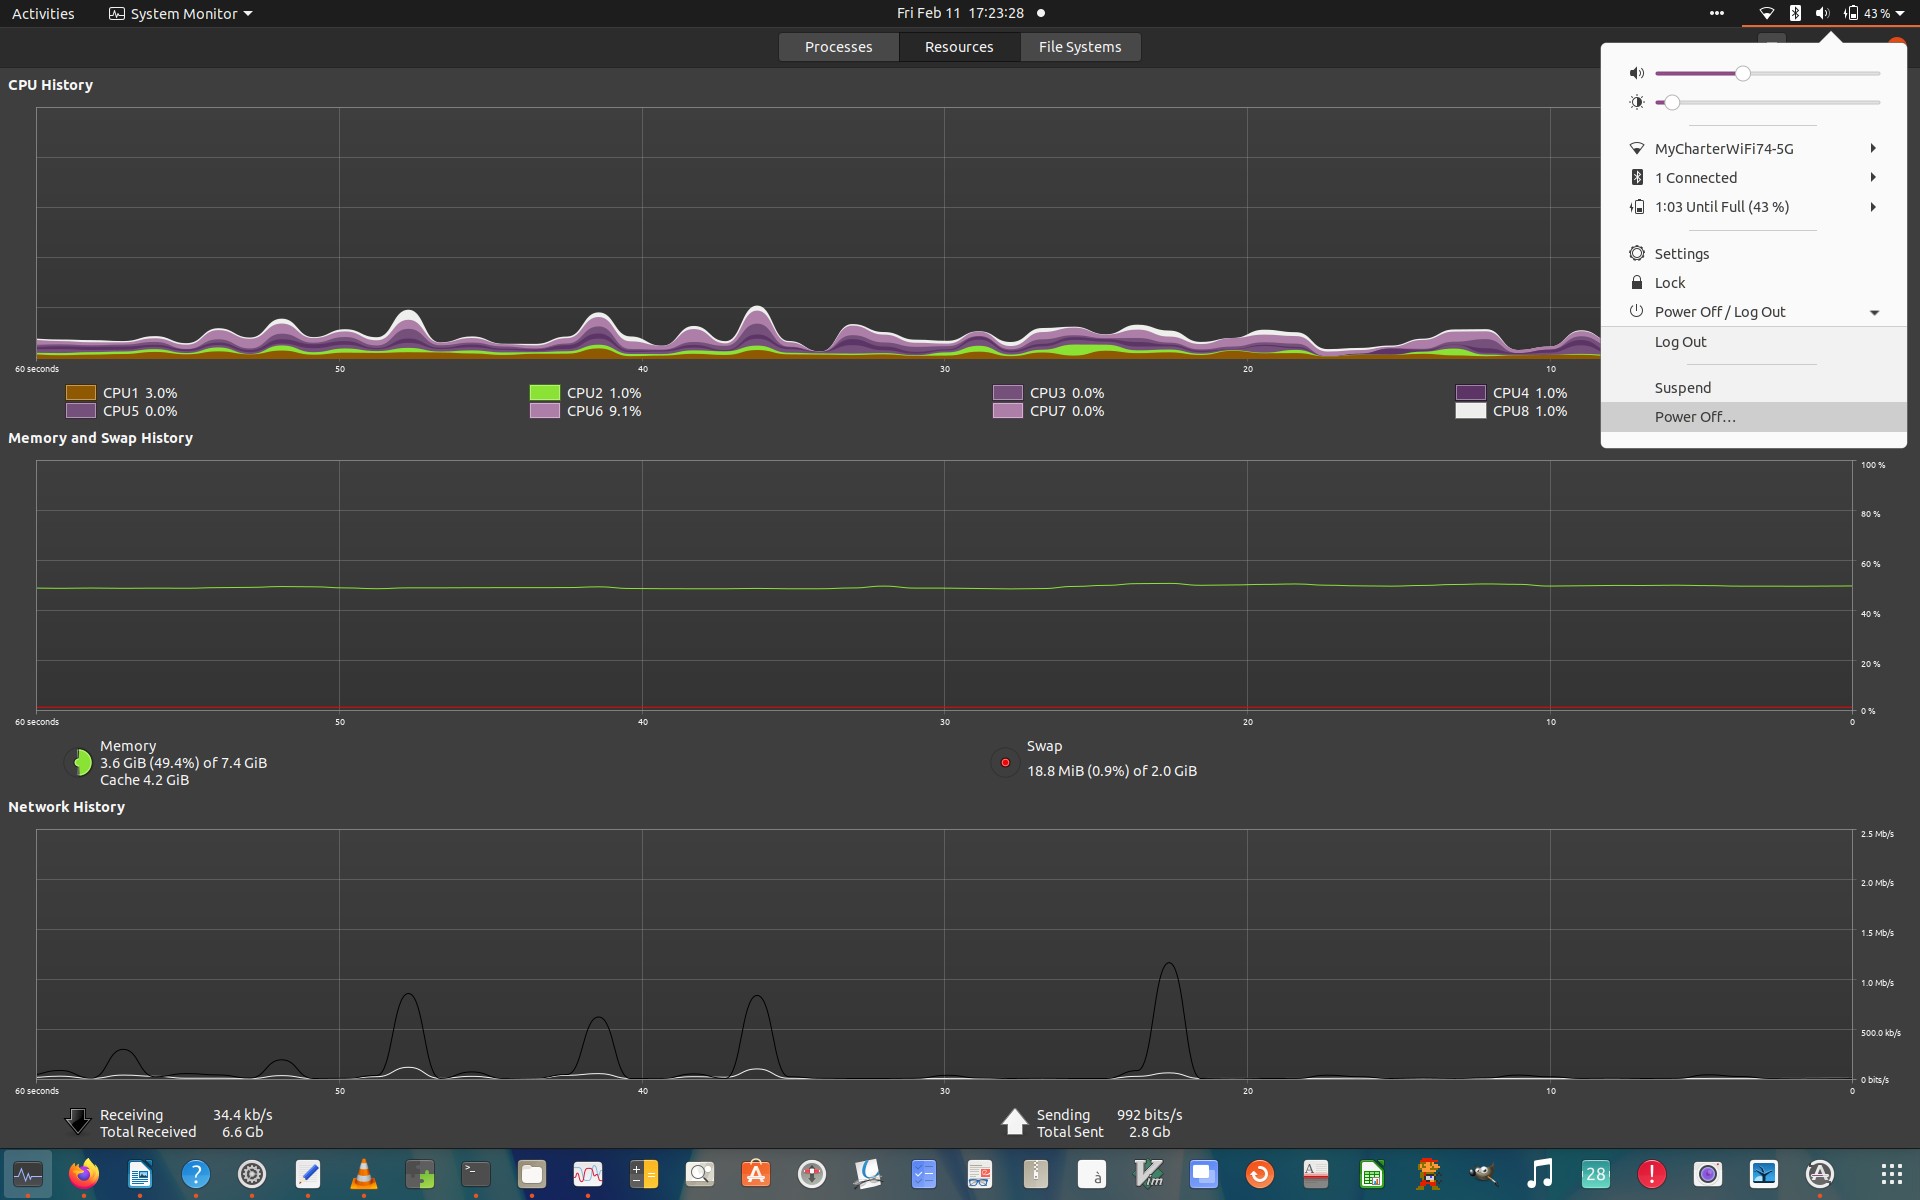 Activities
System Monitor
Fri Feb 11 17:23:28
43 %
Processes
Resources
File Systems
CPU History
60 seconds
50
40
30
20
10
CPU1 3.0%
CPU2 1.0%
CPU3 0.0%
CPU4 1.0%
CPU5 0.0%
CPU6 9.1%
CPU7 0.0%
CPU8 1.0%
MyCharterWiFi74-5G
1 Connected
1:03 Until Full (43 %)
Settings
Lock
Power Off / Log Out
Log Out
Suspend
Power Off…
Memory and Swap History
100 %
80 %
60 %
40 %
20 %
0 %
60 seconds
50
40
30
20
10
0
Memory
3.6 GiB (49.4%) of 7.4 GiB
Cache 4.2 GiB
Swap
18.8 MiB (0.9%) of 2.0 GiB
Network History
2.5 Mb/s
2.0 Mb/s
1.5 Mb/s
1.0 Mb/s
500.0 kb/s
0 bits/s
60 seconds
50
40
30
20
10
0
Receiving 34.4 kb/s
Total Received 6.6 Gb
Sending 992 bits/s
Total Sent 2.8 Gb
?
>_
A
à
Vim
A
28
!
A